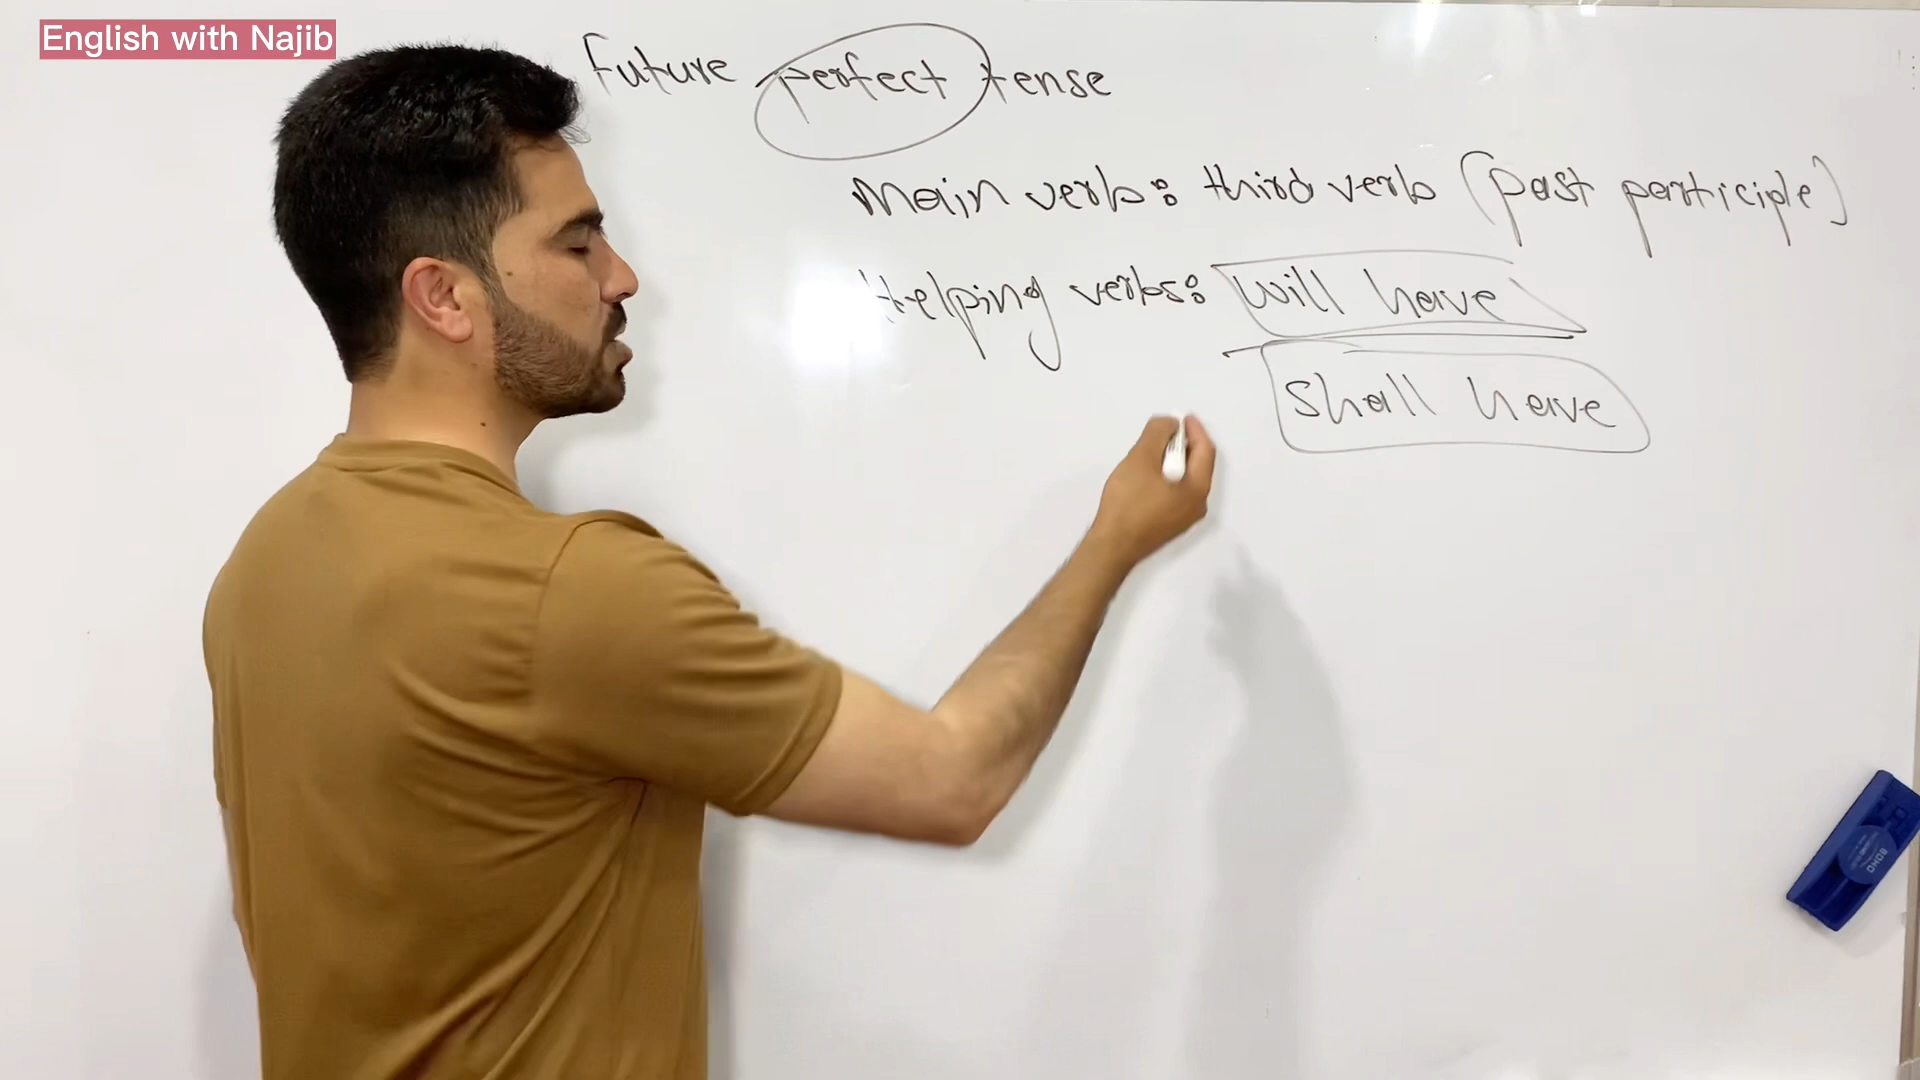 English with Najib
Future perfect tense
Main verb: third verb (past participle)
Helping verbs: will have
Shall have